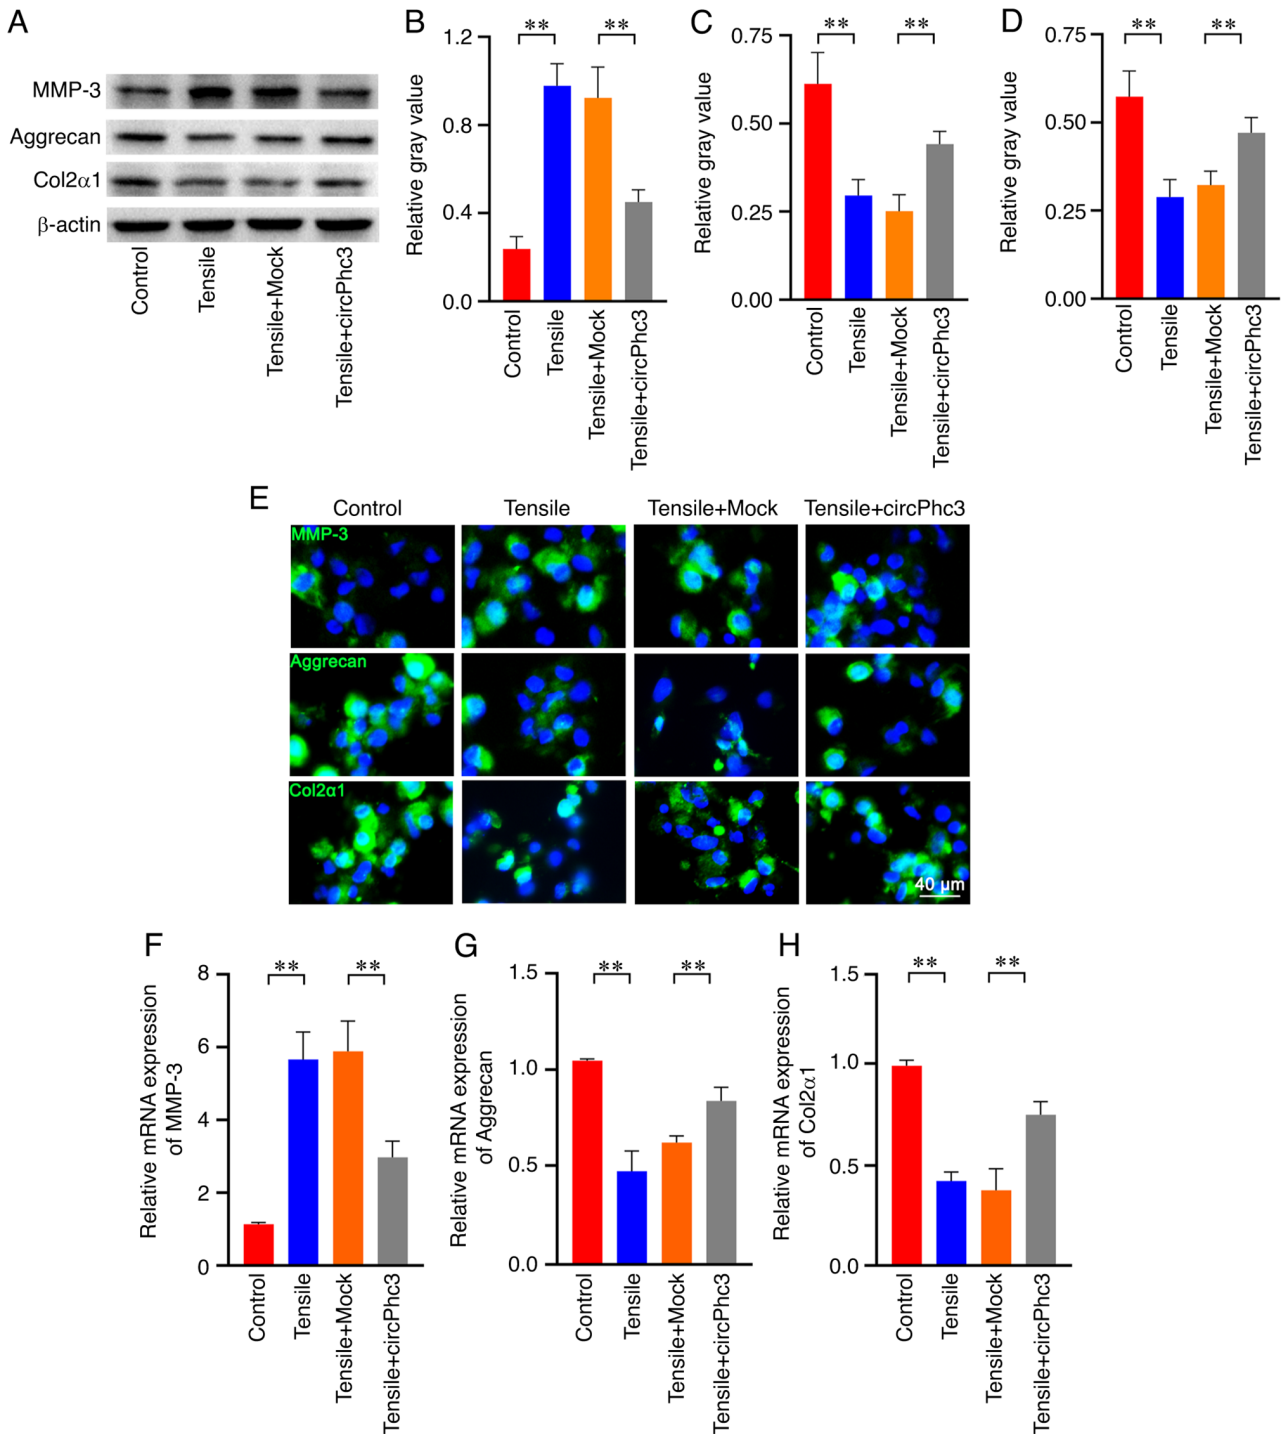 A
MMP-3
Aggrecan
Col2α1
β-actin
Control
Tensile
Tensile+Mock
Tensile+circPhc3
B
**
**
Relative gray value
1.2
0.8
0.4
0.0
Control
Tensile
Tensile+Mock
Tensile+circPhc3
C
**
**
Relative gray value
0.75
0.50
0.25
0.00
Control
Tensile
Tensile+Mock
Tensile+circPhc3
D
**
**
Relative gray value
0.75
0.50
0.25
0.00
Control
Tensile
Tensile+Mock
Tensile+circPhc3
E
Control
Tensile
Tensile+Mock
Tensile+circPhc3
MMP-3
Aggrecan
Col2α1
40 μm
F
**
**
Relative mRNA expression
of MMP-3
8
6
4
2
0
Control
Tensile
Tensile+Mock
Tensile+circPhc3
G
**
**
Relative mRNA expression
of Aggrecan
1.5
1.0
0.5
0.0
Control
Tensile
Tensile+Mock
Tensile+circPhc3
H
**
**
Relative mRNA expression
of Col2α1
1.5
1.0
0.5
0.0
Control
Tensile
Tensile+Mock
Tensile+circPhc3